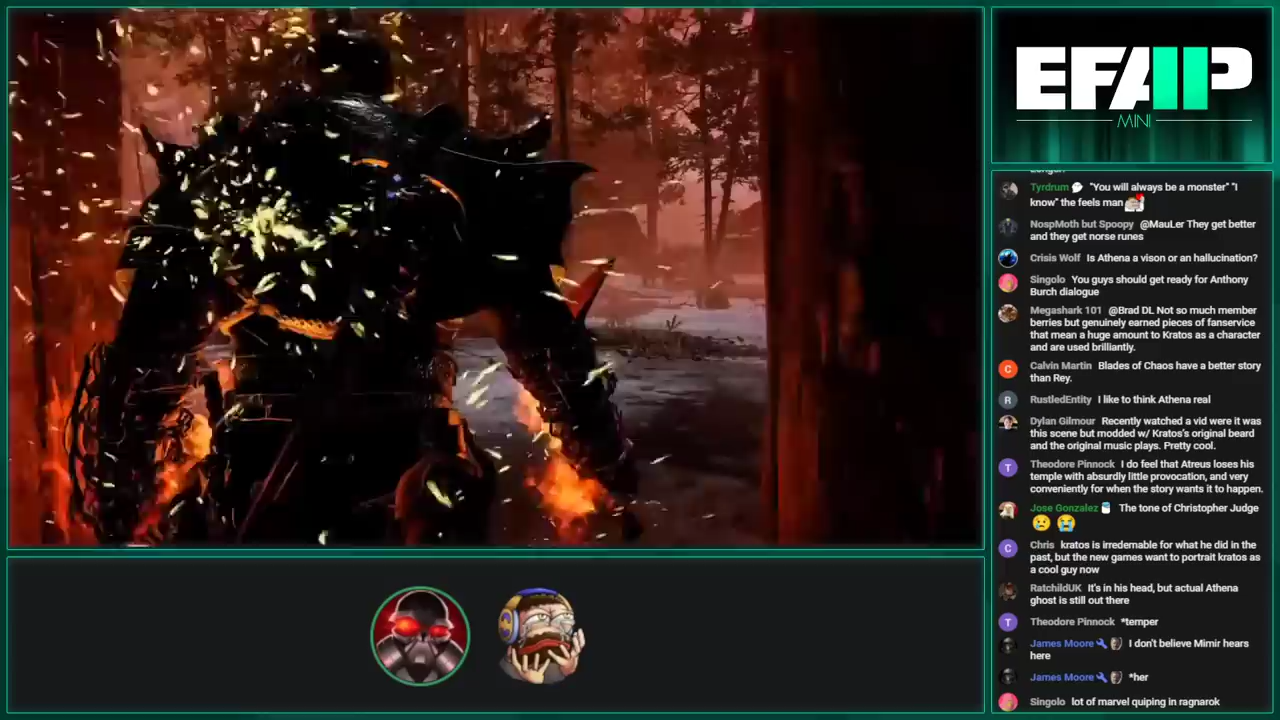 EFAP
MINI
Tyrdrum "You will always be a monster" "I
know" the feels man
NospMoth but Spoopy @MauLer They get better
and they get norse runes
Crisis Wolf Is Athena a vison or an hallucination?
Singolo You guys should get ready for Anthony
Burch dialogue
Megashark 101 @Brad DL Not so much member
berries but genuinely earned pieces of fanservice
that mean a huge amount to Kratos as a character
and are used brilliantly.
C Calvin Martin Blades of Chaos have a better story
than Rey.
R RustledEntity I like to think Athena real
Dylan Gilmour Recently watched a vid were it was
this scene but modded w/ Kratos's original beard
and the original music plays. Pretty cool.
T Theodore Pinnock I do feel that Atreus loses his
temple with absurdly little provocation, and very
conveniently for when the story wants it to happen.
Jose Gonzalez The tone of Christopher Judge
C Chris kratos is irredemable for what he did in the
past, but the new games want to portrait kratos as
a cool guy now
RatchildUK It's in his head, but actual Athena
ghost is still out there
T Theodore Pinnock *temper
James Moore I don't believe Mimir hears
here
James Moore *her
Singolo lot of marvel quiping in ragnarok